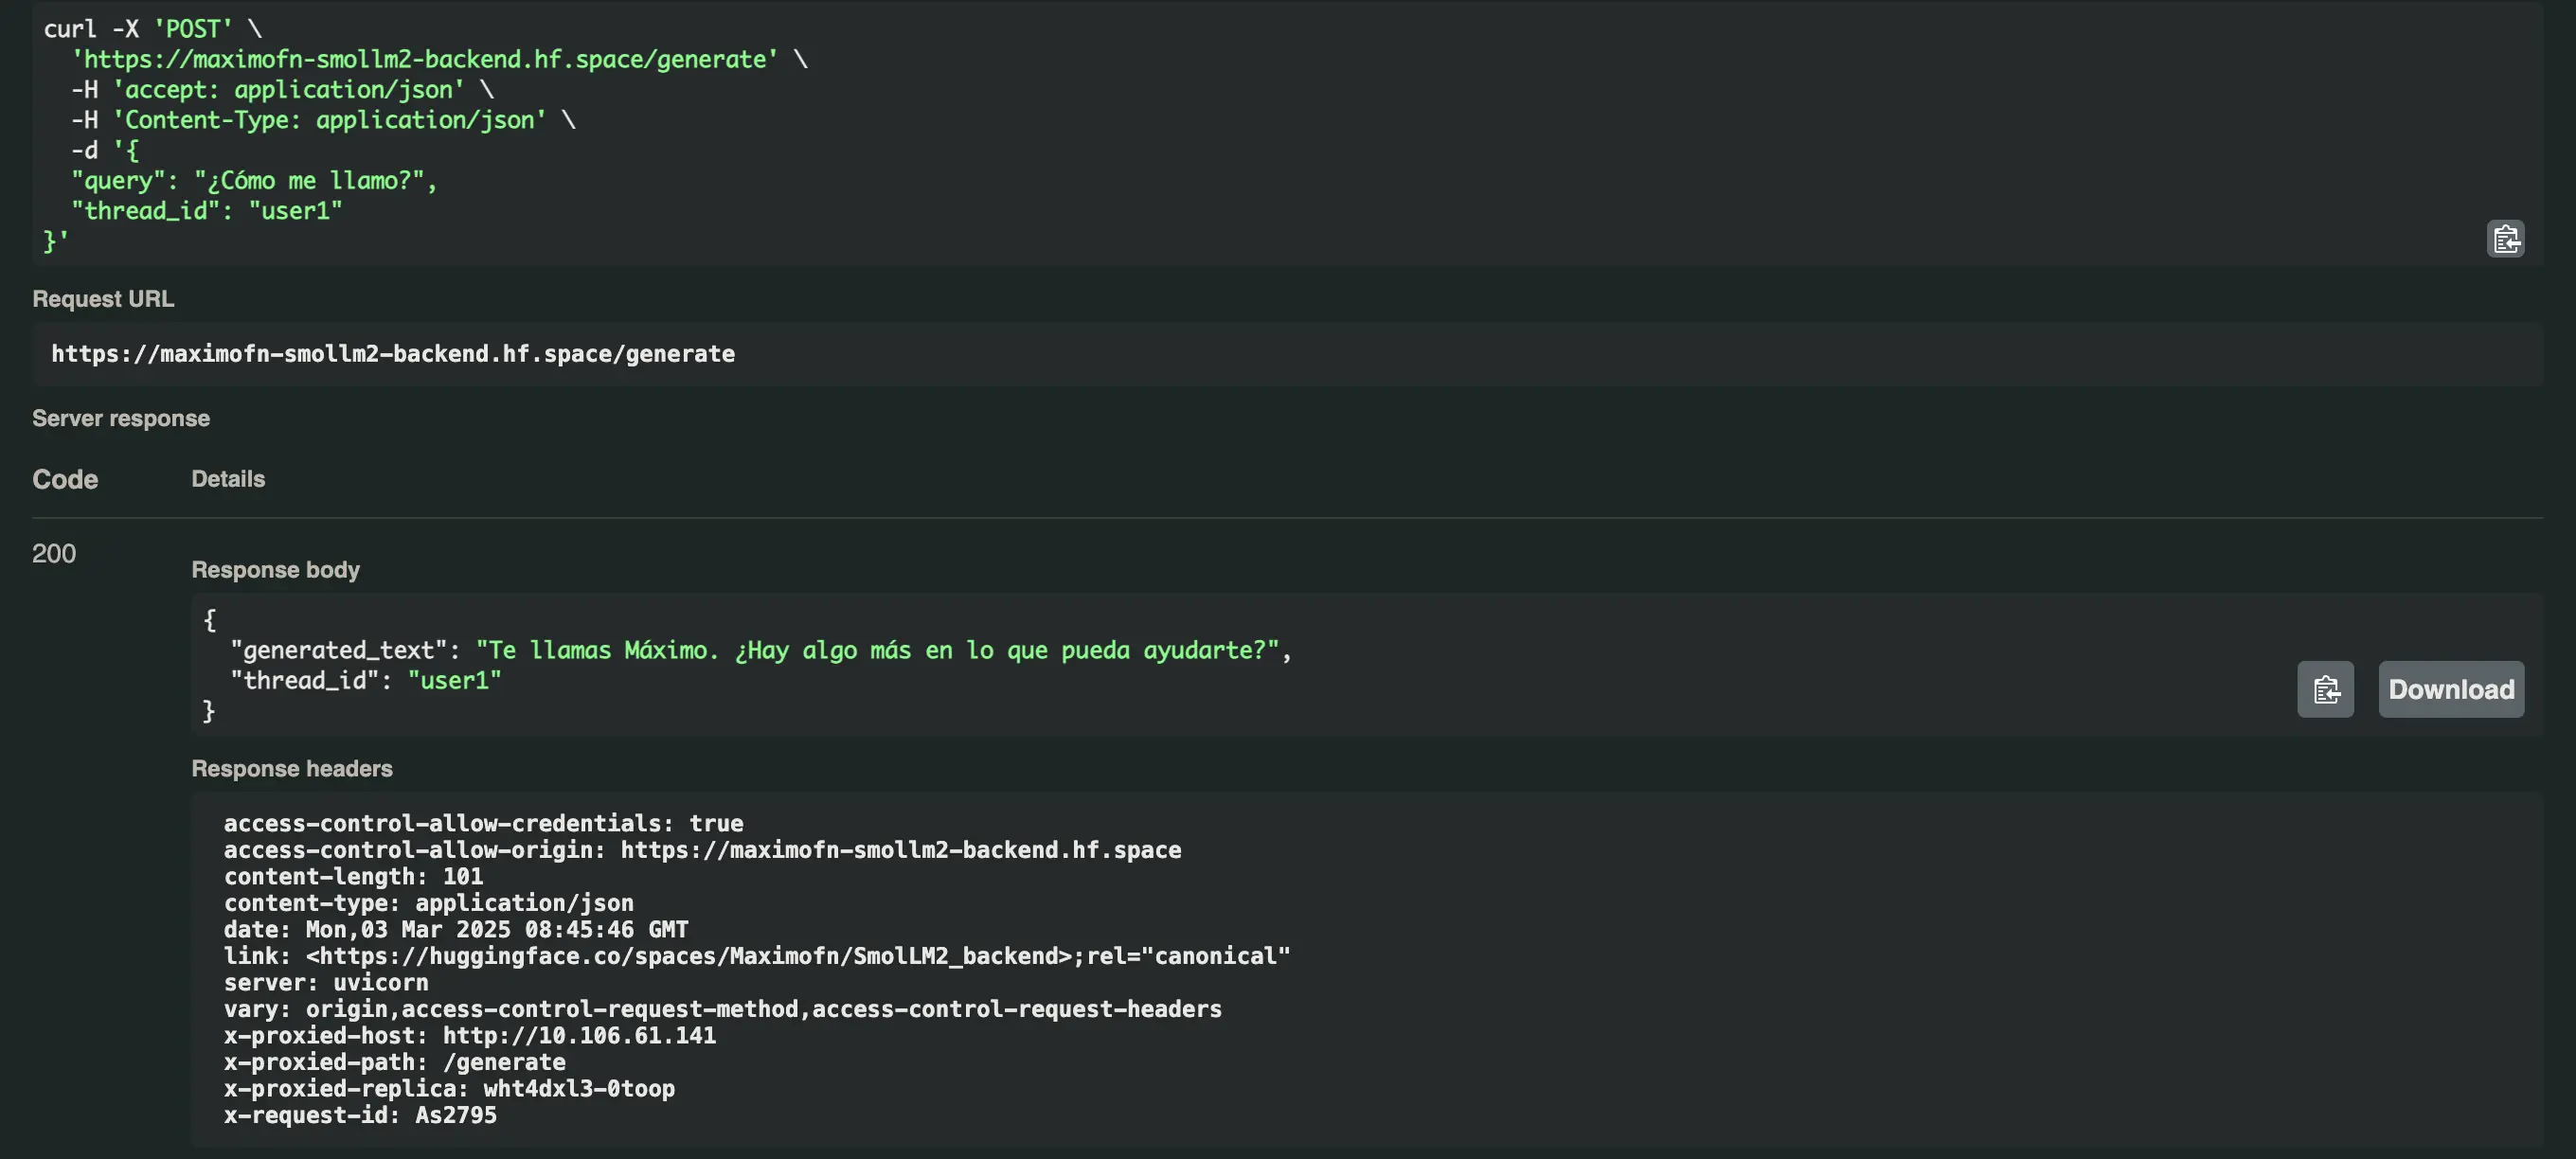 curl -X 'POST' \
  'https://maximofn-smollm2-backend.hf.space/generate' \
  -H 'accept: application/json' \
  -H 'Content-Type: application/json' \
  -d '{
  "query": "¿Cómo me llamo?",
  "thread_id": "user1"
}'
Request URL
https://maximofn-smollm2-backend.hf.space/generate
Server response
Code Details
200
Response body
{
  "generated_text": "Te llamas Máximo. ¿Hay algo más en lo que pueda ayudarte?",
  "thread_id": "user1"
}
Download
Response headers
access-control-allow-credentials: true
access-control-allow-origin: https://maximofn-smollm2-backend.hf.space
content-length: 101
content-type: application/json
date: Mon,03 Mar 2025 08:45:46 GMT
link: <https://huggingface.co/spaces/Maximofn/SmolLM2_backend>;rel="canonical"
server: uvicorn
vary: origin,access-control-request-method,access-control-request-headers
x-proxied-host: http://10.106.61.141
x-proxied-path: /generate
x-proxied-replica: wht4dxl3-0toop
x-request-id: As2795